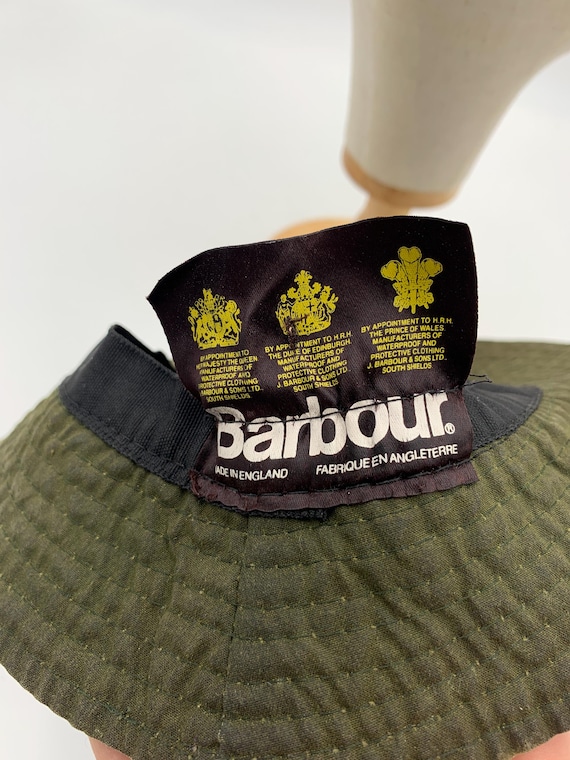 BY APPOINTMENT TO
HER MAJESTY THE QUEEN
MANUFACTURERS OF
WATERPROOF AND
PROTECTIVE CLOTHING
J. BARBOUR & SONS LTD.
SOUTH SHIELDS
BY APPOINTMENT TO H.R.H.
THE DUKE OF EDINBURGH.
MANUFACTURERS OF
WATERPROOF AND
PROTECTIVE CLOTHING
J. BARBOUR & SONS LTD.
SOUTH SHIELDS
BY APPOINTMENT TO H.R.H.
THE PRINCE OF WALES.
MANUFACTURERS OF
WATERPROOF AND
PROTECTIVE CLOTHING
J. BARBOUR & SONS LTD.
SOUTH SHIELDS
Barbour®
MADE IN ENGLAND FABRIQUE EN ANGLETERRE